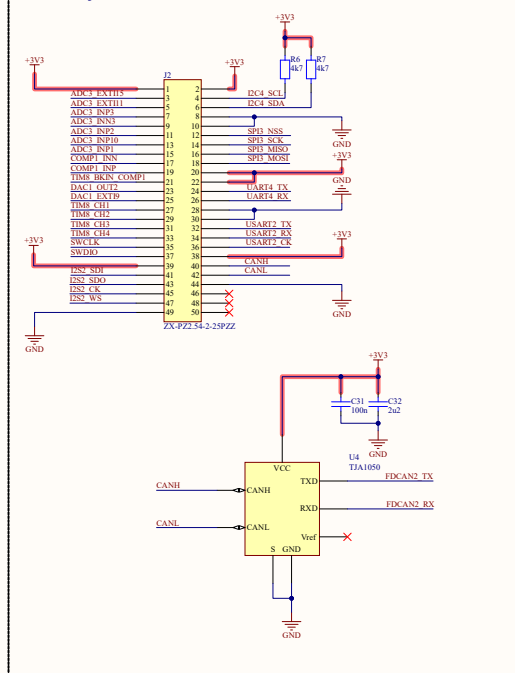 +3V3
R6
R7
4k7
4k7
+3V3
+3V3
J2
1
2
ADC3_EXTI15
3
4
I2C4_SCL
ADC3_EXTI11
5
6
I2C4_SDA
ADC3_INP3
7
8
ADC3_INN3
9
10
ADC3_INP2
11
12
SPI3_NSS
GND
ADC3_INP10
13
14
SPI3_SCK
ADC3_INP1
15
16
SPI3_MISO
+3V3
COMP1_INN
17
18
SPI3_MOSI
COMP1_INP
19
20
TIM8_BKIN_COMP1
21
22
GND
DAC1_OUT2
23
24
UART4_TX
DAC1_EXTI9
25
26
UART4_RX
TIM8_CH1
27
28
TIM8_CH2
29
30
TIM8_CH3
31
32
USART2_TX
TIM8_CH4
33
34
USART2_RX
+3V3
SWCLK
35
36
USART2_CK
+3V3
SWDIO
37
38
39
40
CANH
I2S2_SDI
41
42
CANL
I2S2_SDO
43
44
I2S2_CK
45
46
I2S2_WS
47
48
49
50
GND
ZX-PZ2.54-2-25PZZ
GND
+3V3
C31
C32
100n
2u2
GND
U4
TJA1050
VCC
TXD
FDCAN2_TX
CANH
CANH
RXD
FDCAN2_RX
CANL
CANL
Vref
S
GND
GND